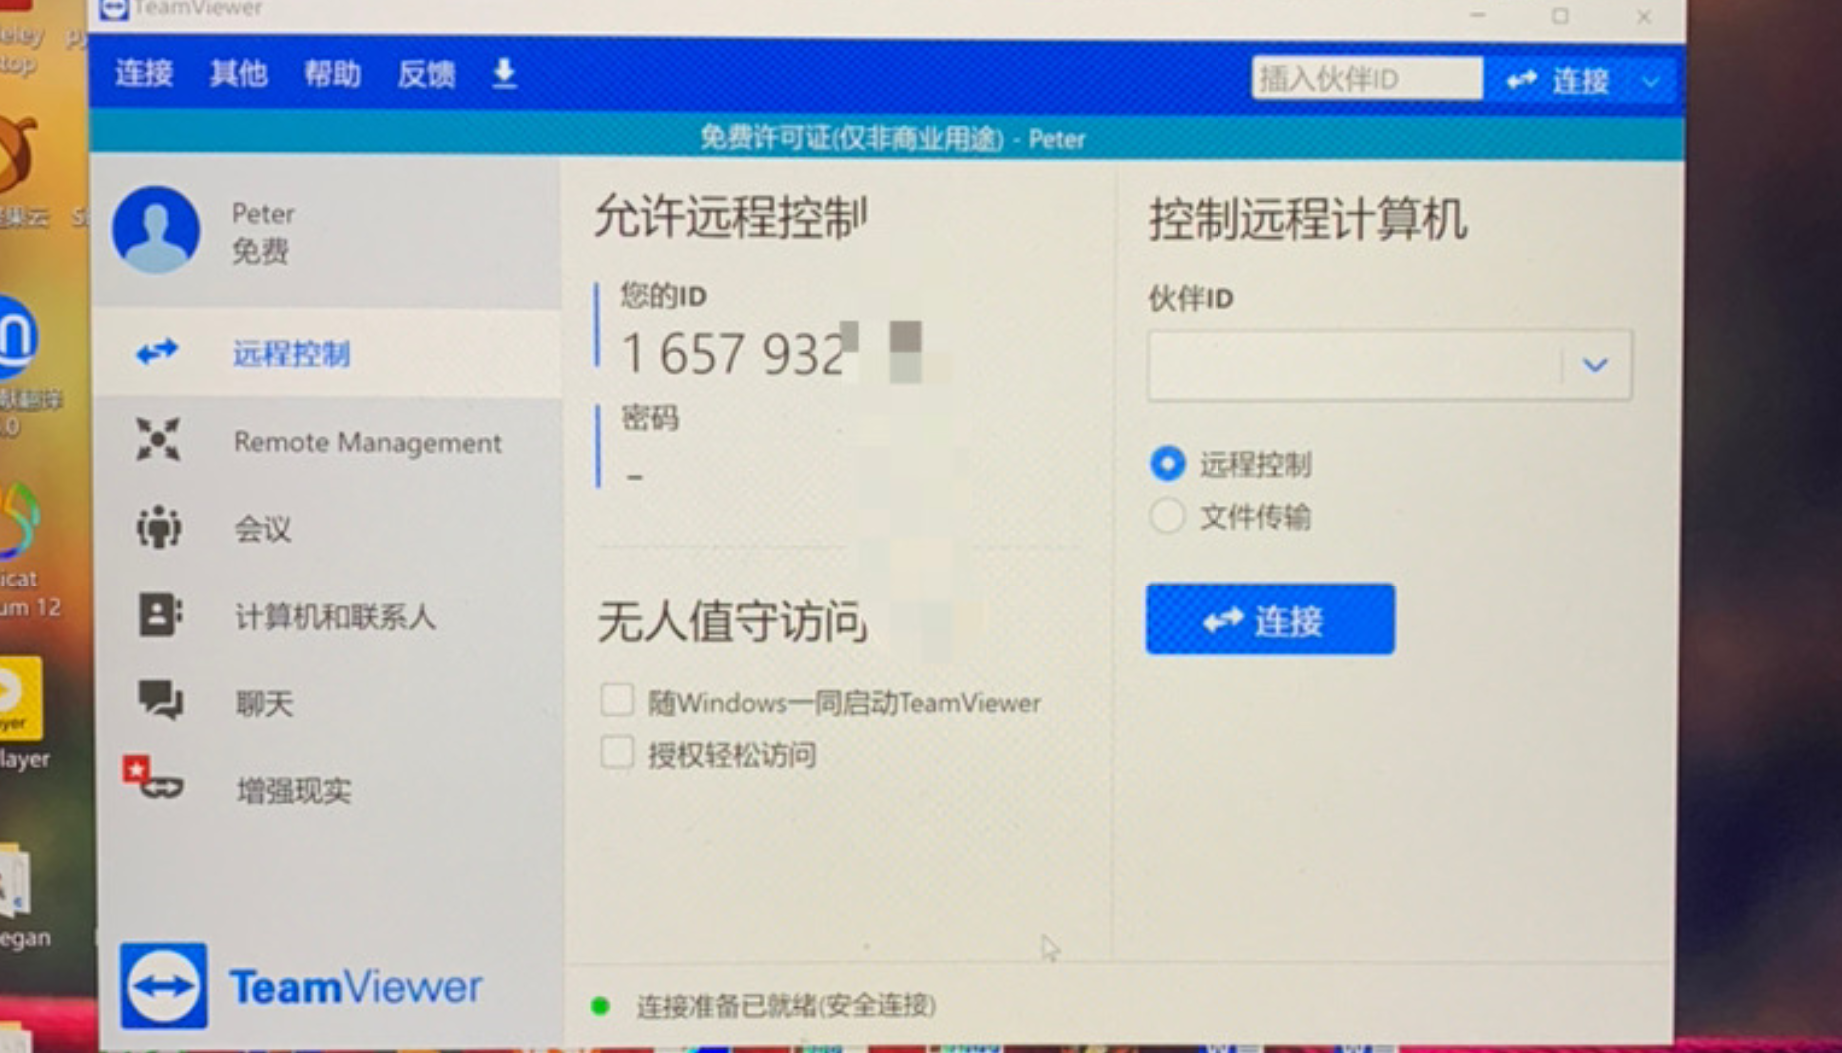 TeamViewer
连接 其他 帮助 反馈
插入伙伴ID
连接
免费许可证(仅非商业用途) - Peter
Peter
免费
远程控制
Remote Management
会议
计算机和联系人
聊天
增强现实
TeamViewer
允许远程控制
您的ID
1 657 932
密码
-
无人值守访问
随Windows一同启动TeamViewer
授权轻松访问
控制远程计算机
伙伴ID
远程控制
文件传输
连接
连接准备已就绪(安全连接)
icat
um 12
layer
egan